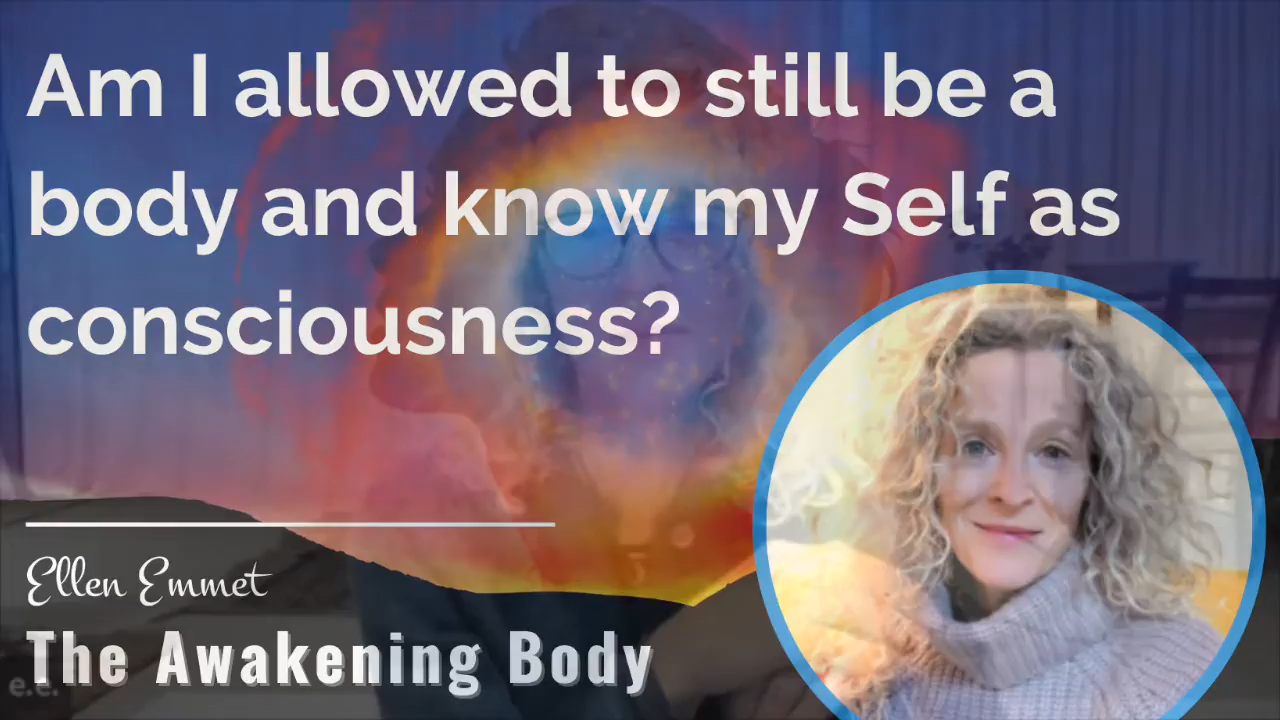 Am I allowed to still be a
body and know my Self as
consciousness?
Ellen Emmet
The Awakening Body
e.e.